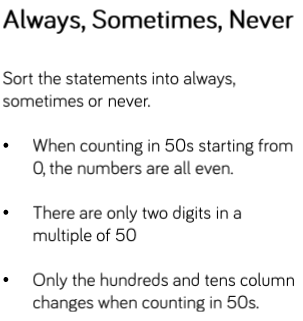 Always, Sometimes, Never
Sort the statements into always,
sometimes or never.
• When counting in 50s starting from
0, the numbers are all even.
• There are only two digits in a
multiple of 50
• Only the hundreds and tens column
changes when counting in 50s.